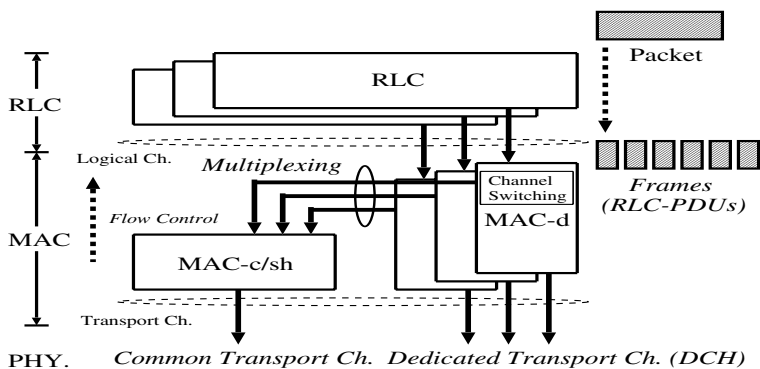 Packet
RLC
RLC
Logical Ch.
Multiplexing
Channel
Switching
Frames
(RLC-PDUs)
Flow Control
MAC-d
MAC
MAC-c/sh
Transport Ch.
PHY.
Common Transport Ch.
Dedicated Transport Ch. (DCH)